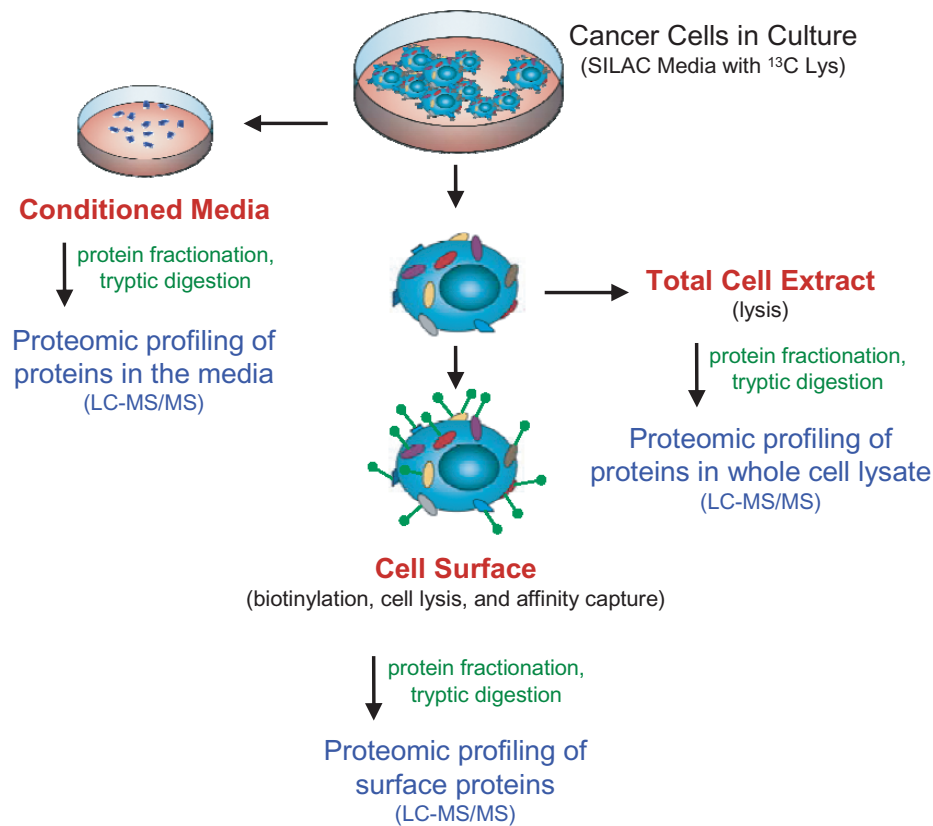 Cancer Cells in Culture
(SILAC Media with ¹³C Lys)
Conditioned Media
protein fractionation,
tryptic digestion
Proteomic profiling of
proteins in the media
(LC-MS/MS)
Total Cell Extract
(lysis)
protein fractionation,
tryptic digestion
Proteomic profiling of
proteins in whole cell lysate
(LC-MS/MS)
Cell Surface
(biotinylation, cell lysis, and affinity capture)
protein fractionation,
tryptic digestion
Proteomic profiling of
surface proteins
(LC-MS/MS)